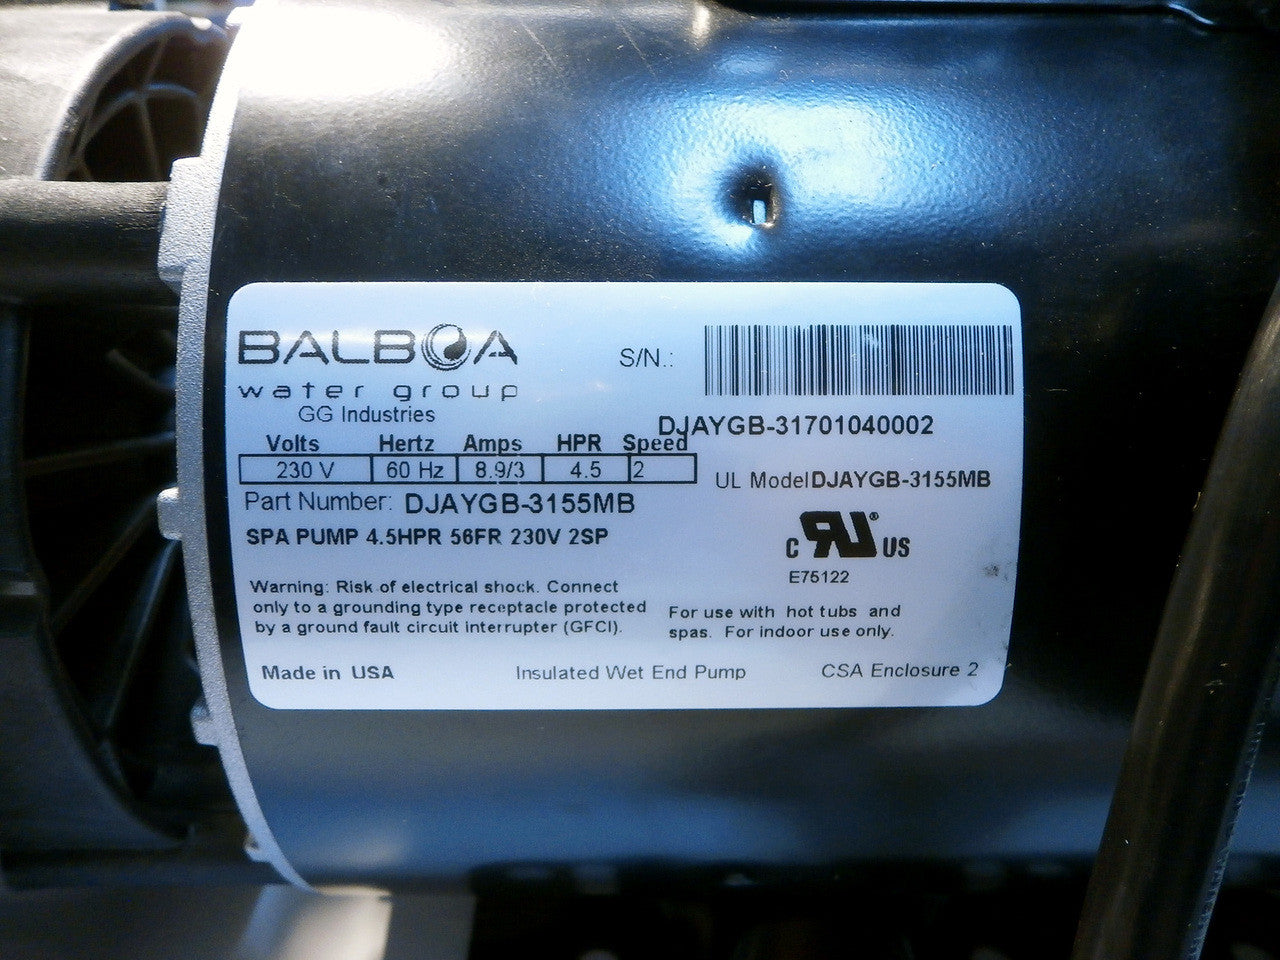 BALBOA
water group
GG Industries
S/N.:
DJAYGB-31701040002
Volts Hertz Amps HPR Speed
230 V 60 Hz 8.9/3 4.5 2
UL Model DJAYGB-3155MB
Part Number: DJAYGB-3155MB
SPA PUMP 4.5HPR 56FR 230V 2SP
C RU® US
E75122
Warning: Risk of electrical shock. Connect
only to a grounding type receptacle protected
by a ground fault circuit interrupter (GFCI).
For use with hot tubs and
spas. For indoor use only.
Made in USA Insulated Wet End Pump CSA Enclosure 2